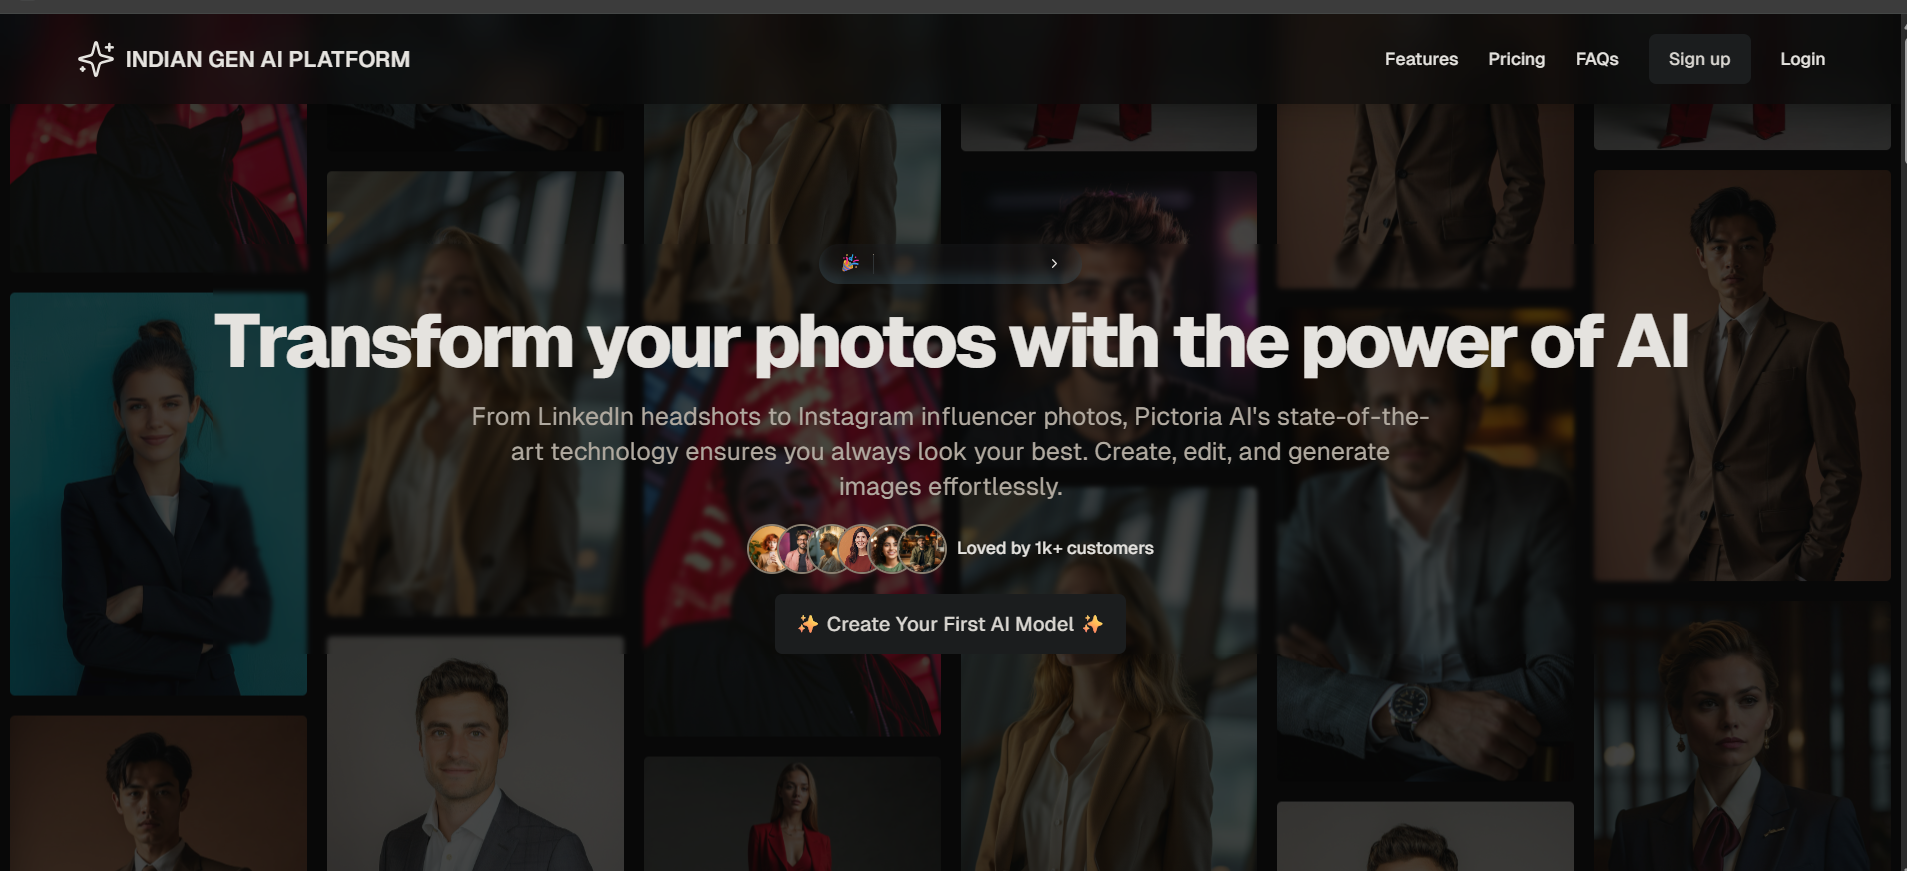 INDIAN GEN AI PLATFORM
Features
Pricing
FAQs
Sign up
Login
🎉
Transform your photos with the power of AI
From LinkedIn headshots to Instagram influencer photos, Pictoria AI's state-of-the-
art technology ensures you always look your best. Create, edit, and generate
images effortlessly.
Loved by 1k+ customers
✨ Create Your First AI Model ✨